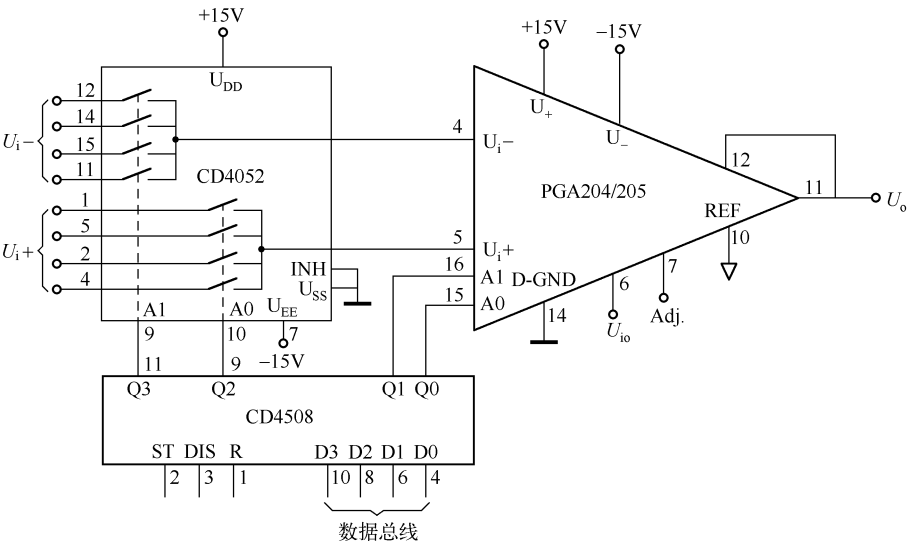 +15V
+15V
−15V
U_DD
U_+
U_−
12
14
15
11
U_i−
CD4052
4
U_i−
PGA204/205
12
11
U_o
1
5
2
4
U_i+
5
U_i+
REF
10
INH
U_SS
16
A1
D-GND
15
A0
14
6
U_io
7
Adj.
A1
A0
U_EE
9
10
7
−15V
11
9
Q3
Q2
Q1
Q0
CD4508
ST
DIS
R
D3
D2
D1
D0
2
3
1
10
8
6
4
数据总线